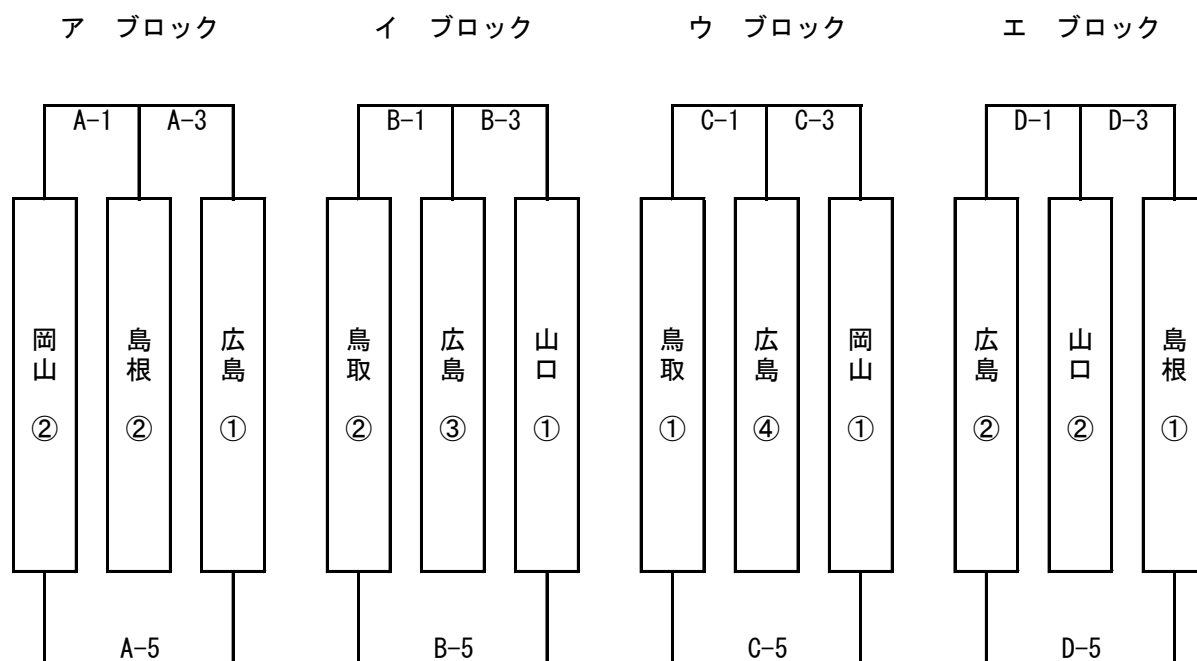 ア ブロック
イ ブロック
ウ ブロック
エ ブロック
A-1
A-3
B-1
B-3
C-1
C-3
D-1
D-3
岡山②
島根②
広島①
鳥取②
広島③
山口①
鳥取①
広島④
岡山①
広島②
山口②
島根①
A-5
B-5
C-5
D-5